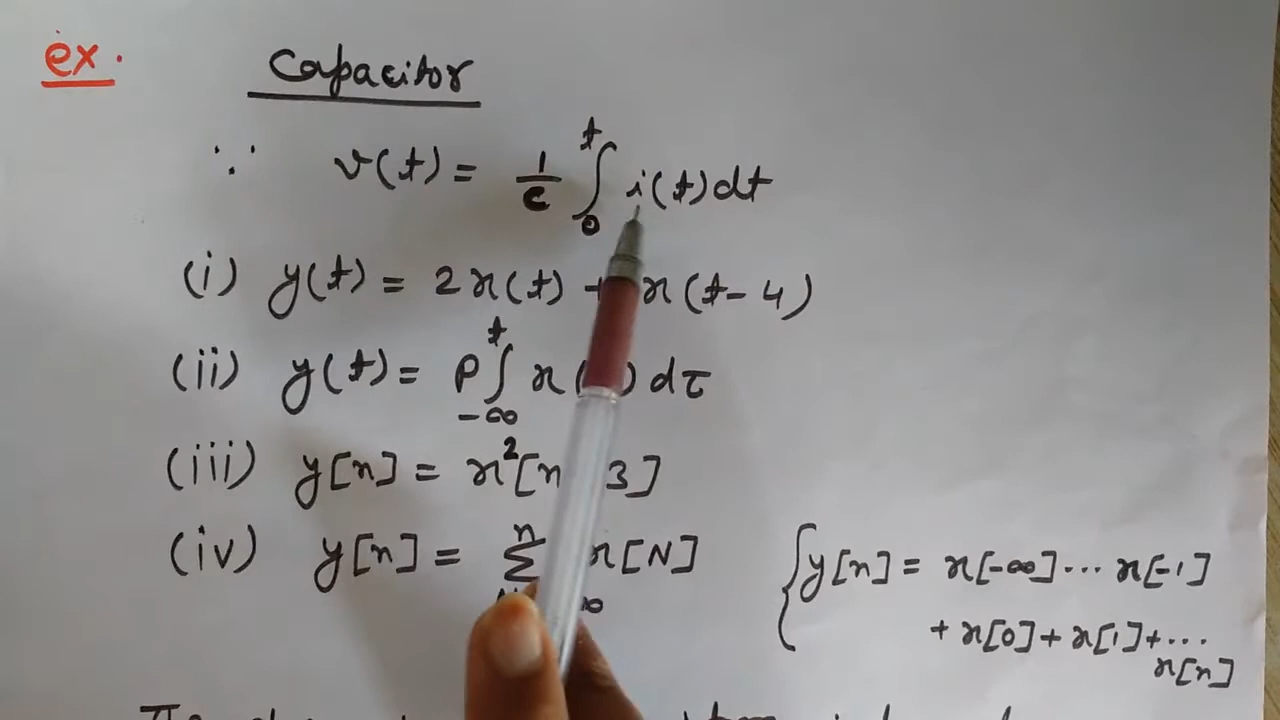 ex. Capacitor
∵ v(t) = 1/C ∫₀ᵗ i(t)dt
(i) y(t) = 2x(t) + x(t-4)
(ii) y(t) = P∫₋∞ᵗ x( ) dτ
(iii) y[n] = x²[n 3]
(iv) y[n] = Σⁿ x[N] {y[n] = x[-∞]... x[-1]
+ x[0] + x[1] + ...
x[n]